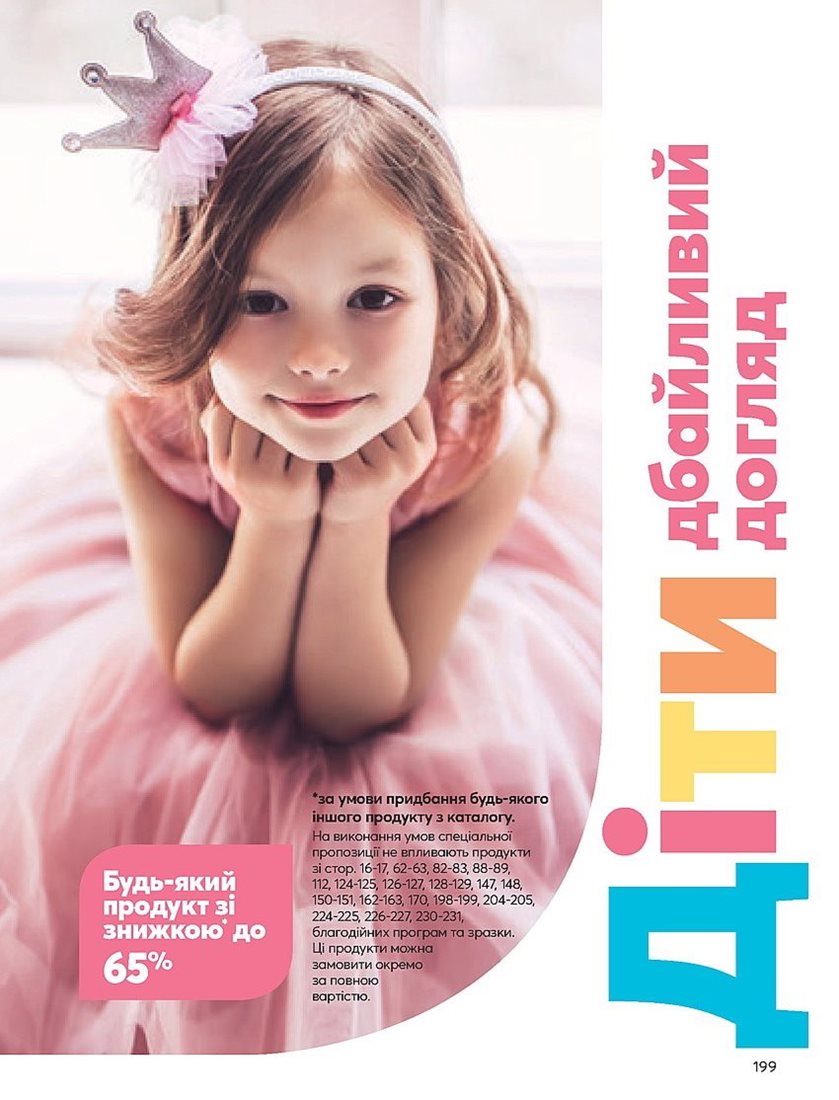 Діти
дбайливий
догляд
*за умови придбання будь-якого
іншого продукту з каталогу.
На виконання умов спеціальної
пропозиції не впливають продукти
зі стор. 16-17, 62-63, 82-83, 88-89,
112, 124-125, 126-127, 128-129, 147, 148,
150-151, 162-163, 170, 198-199, 204-205,
224-225, 226-227, 230-231,
благодійних програм та зразки.
Ці продукти можна
замовити окремо
за повною
вартістю.
Будь-який
продукт зі
знижкою* до
65%
199